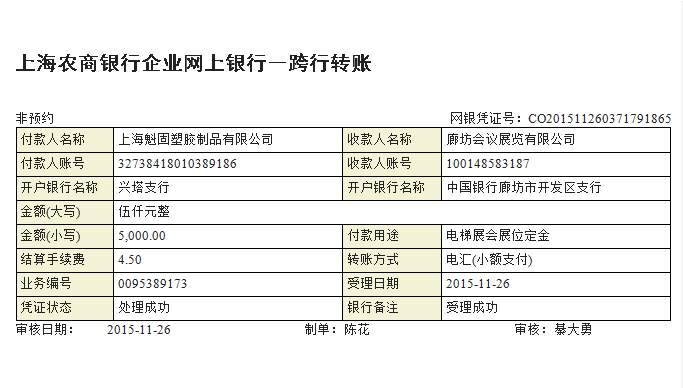 上海农商银行企业网上银行—跨行转账
非预约 网银凭证号：CO201511260371791865
付款人名称 上海魁固塑胶制品有限公司 收款人名称 廊坊会议展览有限公司
付款人账号 32738418010389186 收款人账号 100148583187
开户银行名称 兴塔支行 开户银行名称 中国银行廊坊市开发区支行
金额(大写) 伍仟元整
金额(小写) 5,000.00 付款用途 电梯展会展位定金
结算手续费 4.50 转账方式 电汇(小额支付)
业务编号 0095389173 受理日期 2015-11-26
凭证状态 处理成功 银行备注 受理成功
审核日期： 2015-11-26 制单：陈花 审核：綦大勇